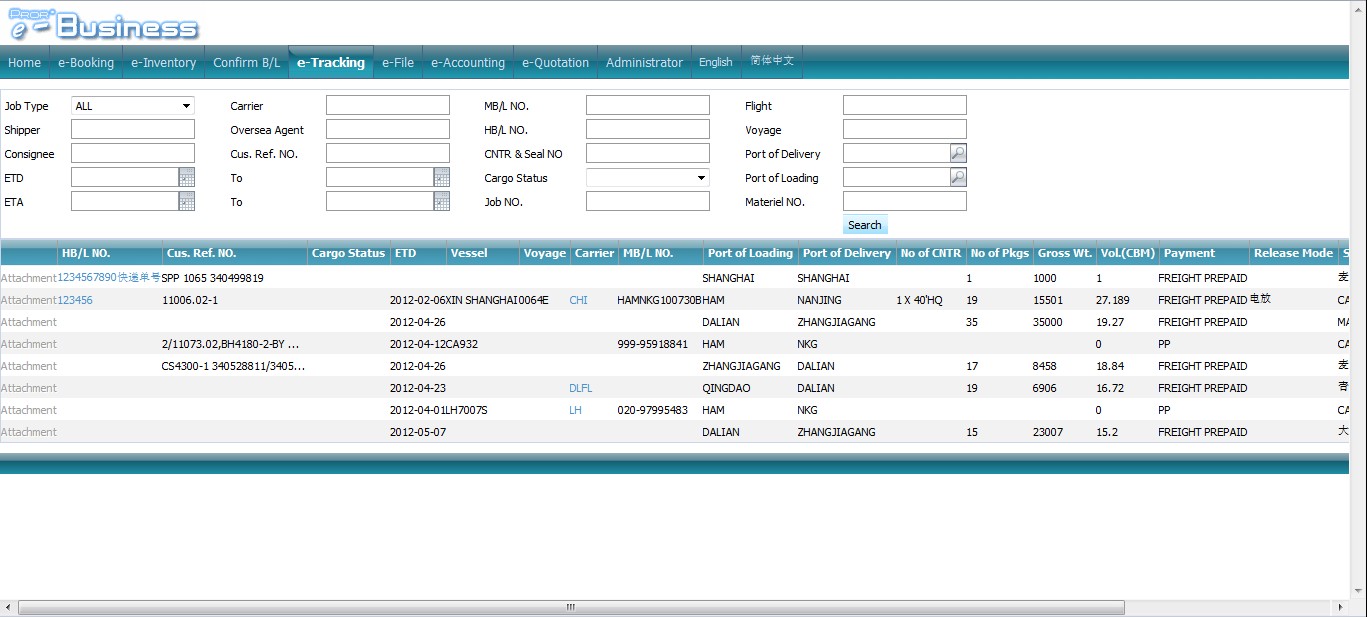 PROFIT
e-Business
Home e-Booking e-Inventory Confirm B/L e-Tracking e-File e-Accounting e-Quotation Administrator English 简体中文
Job Type ALL Carrier MB/L NO. Flight
Shipper Oversea Agent HB/L NO. Voyage
Consignee Cus. Ref. NO. CNTR & Seal NO Port of Delivery
ETD To Cargo Status Port of Loading
ETA To Job NO. Materiel NO.
Search
HB/L NO. Cus. Ref. NO. Cargo Status ETD Vessel Voyage Carrier MB/L NO. Port of Loading Port of Delivery No of CNTR No of Pkgs Gross Wt. Vol.(CBM) Payment Release Mode S
Attachment 1234567890快递单号 SPP 1065 340499819 SHANGHAI SHANGHAI 1 1000 1 FREIGHT PREPAID 麦
Attachment 123456 11006.02-1 2012-02-06 XIN SHANGHAI 0064E CHI HAMNKG100730B HAM NANJING 1 X 40'HQ 19 15501 27.189 FREIGHT PREPAID 电放 CA
Attachment 2012-04-26 DALIAN ZHANGJIAGANG 35 35000 19.27 FREIGHT PREPAID MA
Attachment 2/11073.02,BH4180-2-BY ... 2012-04-12 CA932 999-95918841 HAM NKG 0 PP CA
Attachment CS4300-1 340528811/3405... 2012-04-26 ZHANGJIAGANG DALIAN 17 8458 18.84 FREIGHT PREPAID 麦
Attachment 2012-04-23 DLFL QINGDAO DALIAN 19 6906 16.72 FREIGHT PREPAID
Attachment 2012-04-01 LH7007S LH 020-97995483 HAM NKG 0 PP CA
Attachment 2012-05-07 DALIAN ZHANGJIAGANG 15 23007 15.2 FREIGHT PREPAID 大